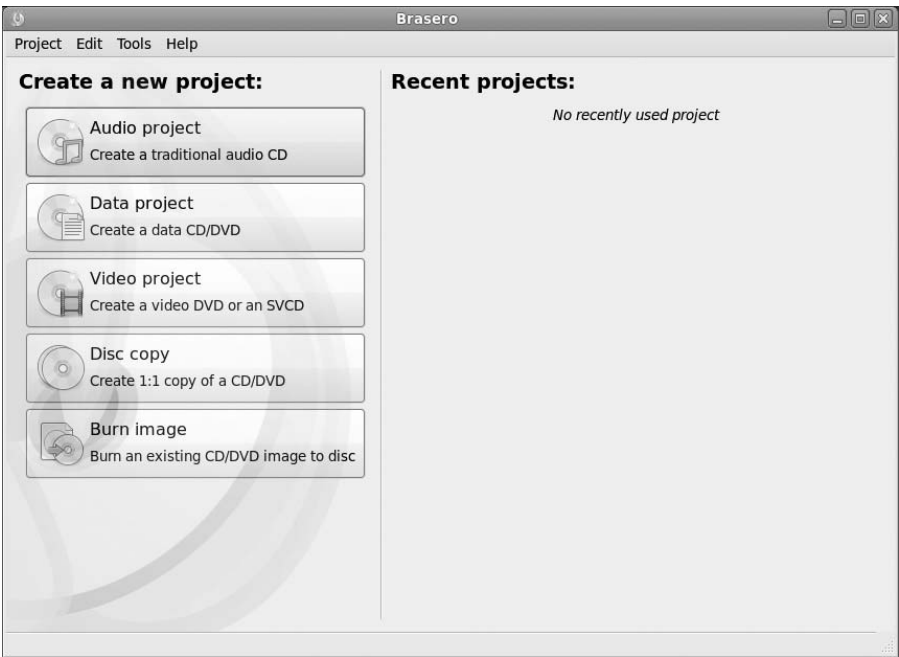 Brasero
Project Edit Tools Help
Create a new project:
Audio project
Create a traditional audio CD
Data project
Create a data CD/DVD
Video project
Create a video DVD or an SVCD
Disc copy
Create 1:1 copy of a CD/DVD
Burn image
Burn an existing CD/DVD image to disc
Recent projects:
No recently used project